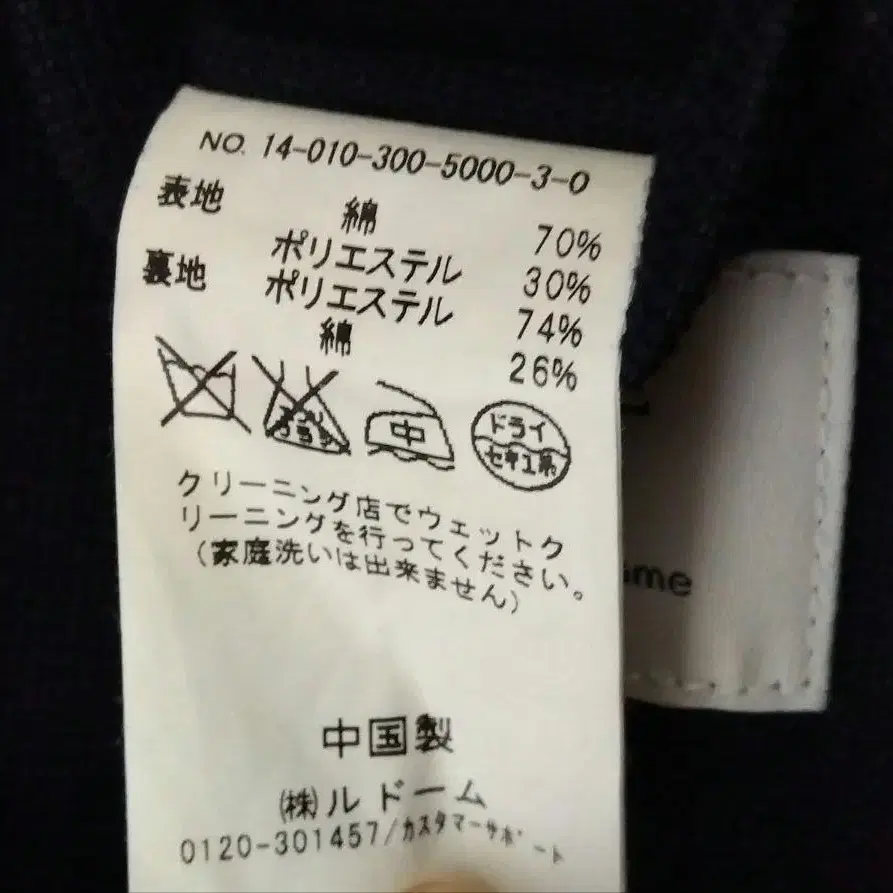 NO. 14-010-300-5000-3-0
表地 綿 70%
ポリエステル 30%
裏地 ポリエステル 74%
綿 26%
中
ドライ
セキユ系
クリーニング店でウェットク
リーニングを行ってください。
(家庭洗いは出来ません)
中国製
(株)ルドーム
0120-301457/カスタマーサポート